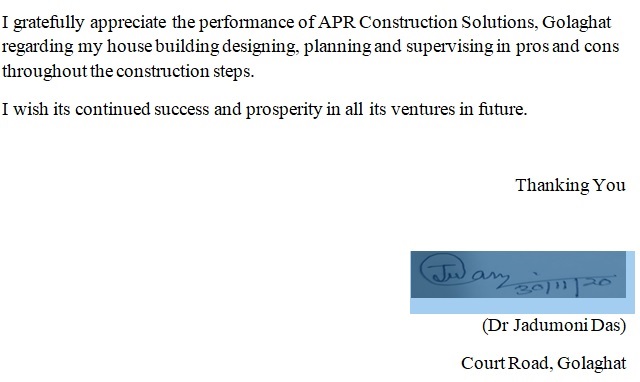 I gratefully appreciate the performance of APR Construction Solutions, Golaghat
regarding my house building designing, planning and supervising in pros and cons
throughout the construction steps.
I wish its continued success and prosperity in all its ventures in future.
Thanking You
30/11/20
(Dr Jadumoni Das)
Court Road, Golaghat